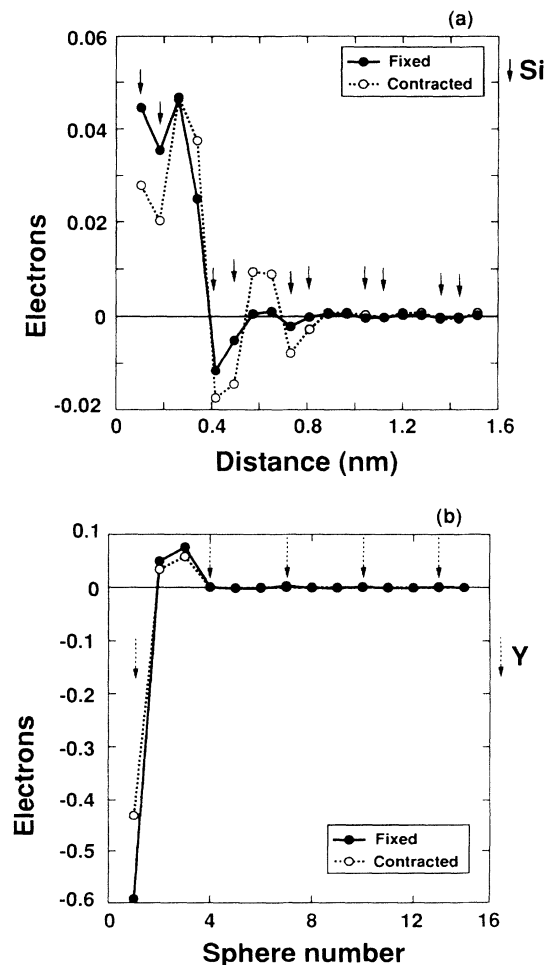 (a)
0.06
0.04
0.02
0
-0.02
Electrons
Fixed
Contracted
Si
0 0.4 0.8 1.2 1.6
Distance (nm)
(b)
0.1
0
-0.1
-0.2
-0.3
-0.4
-0.5
-0.6
Electrons
Y
Fixed
Contracted
0 4 8 12 16
Sphere number